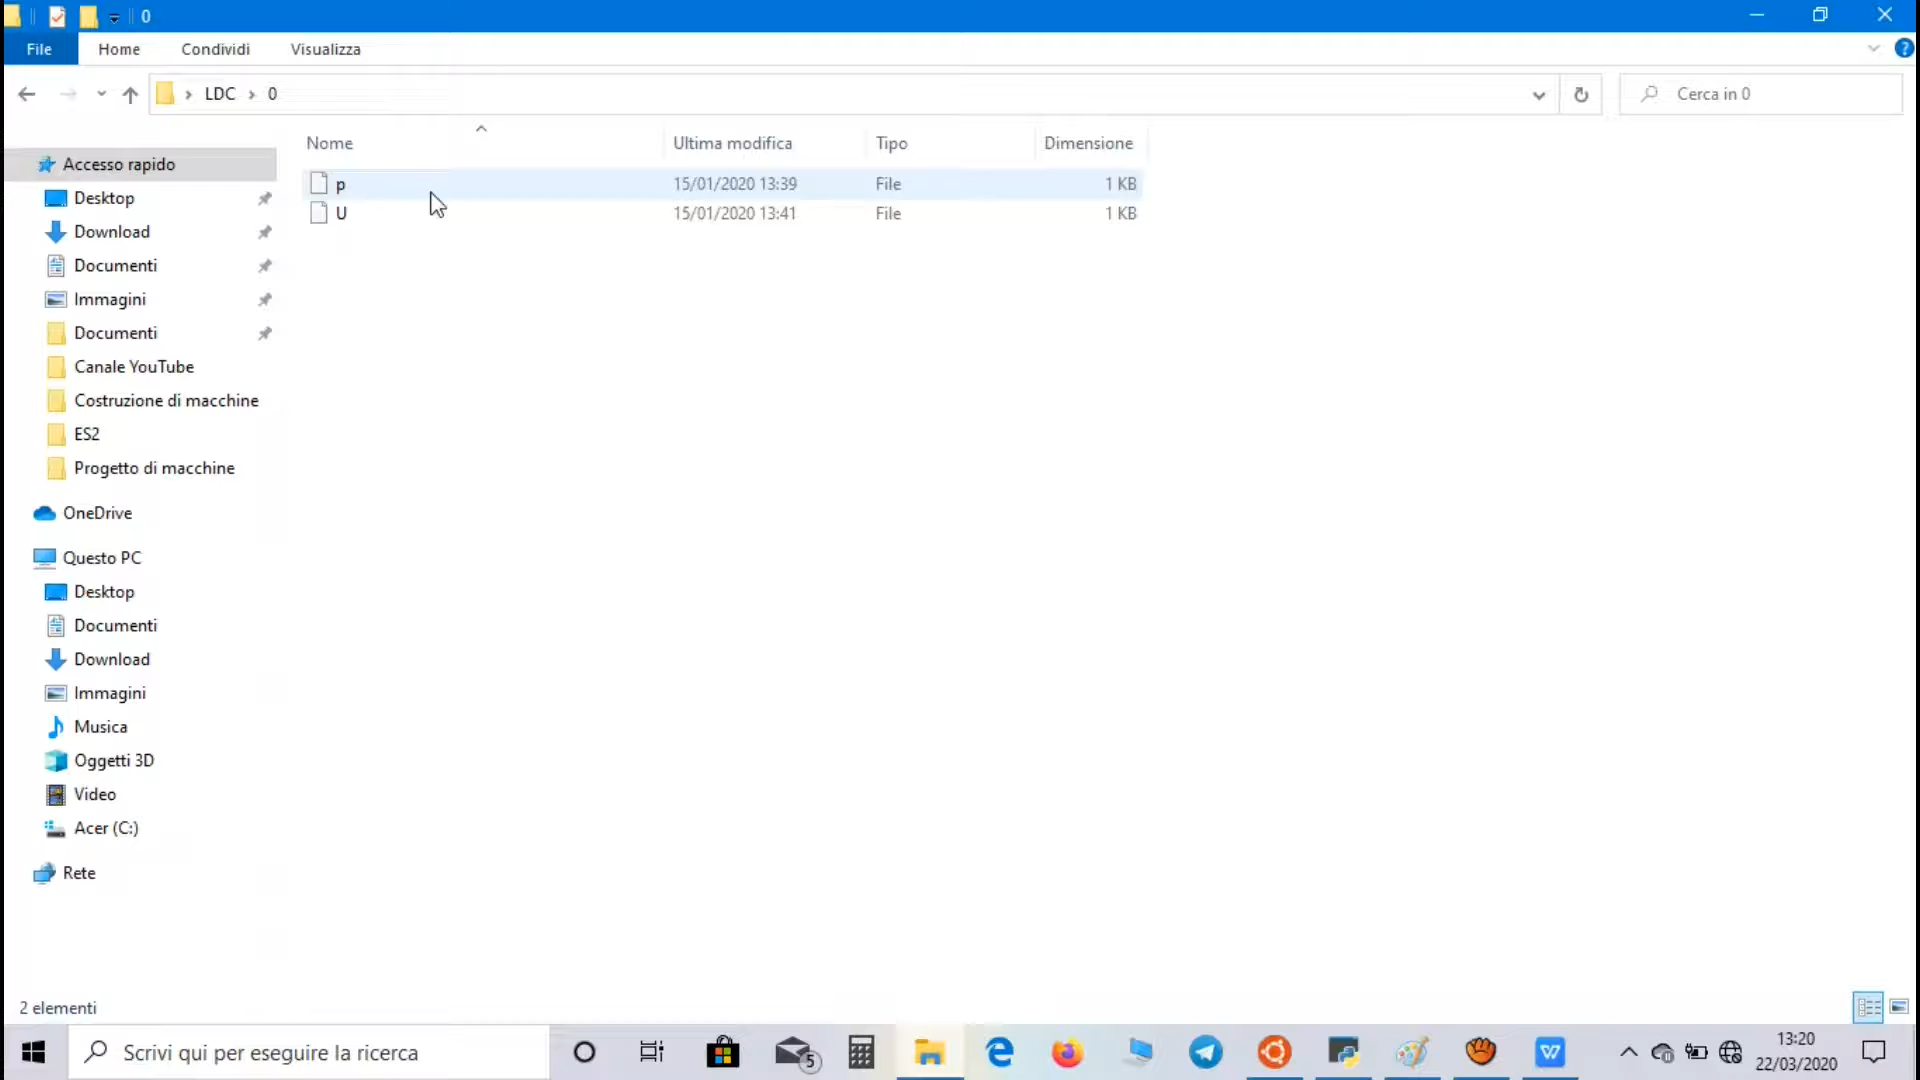 0
File Home Condividi Visualizza ?
LDC 0 Cerca in 0
Nome Ultima modifica Tipo Dimensione
p 15/01/2020 13:39 File 1 KB
U 15/01/2020 13:41 File 1 KB
Accesso rapido
Desktop
Download
Documenti
Immagini
Documenti
Canale YouTube
Costruzione di macchine
ES2
Progetto di macchine
OneDrive
Questo PC
Desktop
Documenti
Download
Immagini
Musica
Oggetti 3D
Video
Acer (C:)
Rete
2 elementi
Scrivi qui per eseguire la ricerca 5 W 13:20
22/03/2020